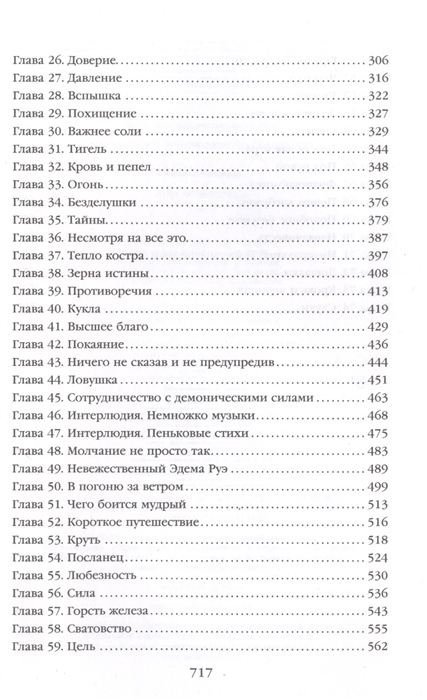 Глава 26. Доверие................................ 306
Глава 27. Давление ................................ 316
Глава 28. Вспышка ................................ 322
Глава 29. Похищение ................................ 327
Глава 30. Важнее соли ................................ 329
Глава 31. Тигель ................................ 344
Глава 32. Кровь и пепел ................................ 348
Глава 33. Огонь ................................ 356
Глава 34. Безделушки ................................ 376
Глава 35. Тайны................................ 379
Глава 36. Несмотря на все это................................ 387
Глава 37. Тепло костра................................ 397
Глава 38. Зерна истины ................................ 408
Глава 39. Противоречия ................................ 413
Глава 40. Кукла ................................ 419
Глава 41. Высшее благо ................................ 429
Глава 42. Покаяние ................................ 436
Глава 43. Ничего не сказав и не предупредив ................................ 444
Глава 44. Ловушка ................................ 451
Глава 45. Сотрудничество с демоническими силами ................................ 463
Глава 46. Интерлюдия. Немножко музыки ................................ 468
Глава 47. Интерлюдия. Пеньковые стихи ................................ 475
Глава 48. Молчание не просто так................................ 483
Глава 49. Невежественный Эдема Руэ ................................ 489
Глава 50. В погоню за ветром ................................ 499
Глава 51. Чего боится мудрый ................................ 513
Глава 52. Короткое путешествие................................ 516
Глава 53. Круть ................................ 518
Глава 54. Посланец ................................ 524
Глава 55. Любезность ................................ 530
Глава 56. Сила ................................ 536
Глава 57. Горсть железа................................ 543
Глава 58. Сватовство ................................ 555
Глава 59. Цель ................................ 562
717